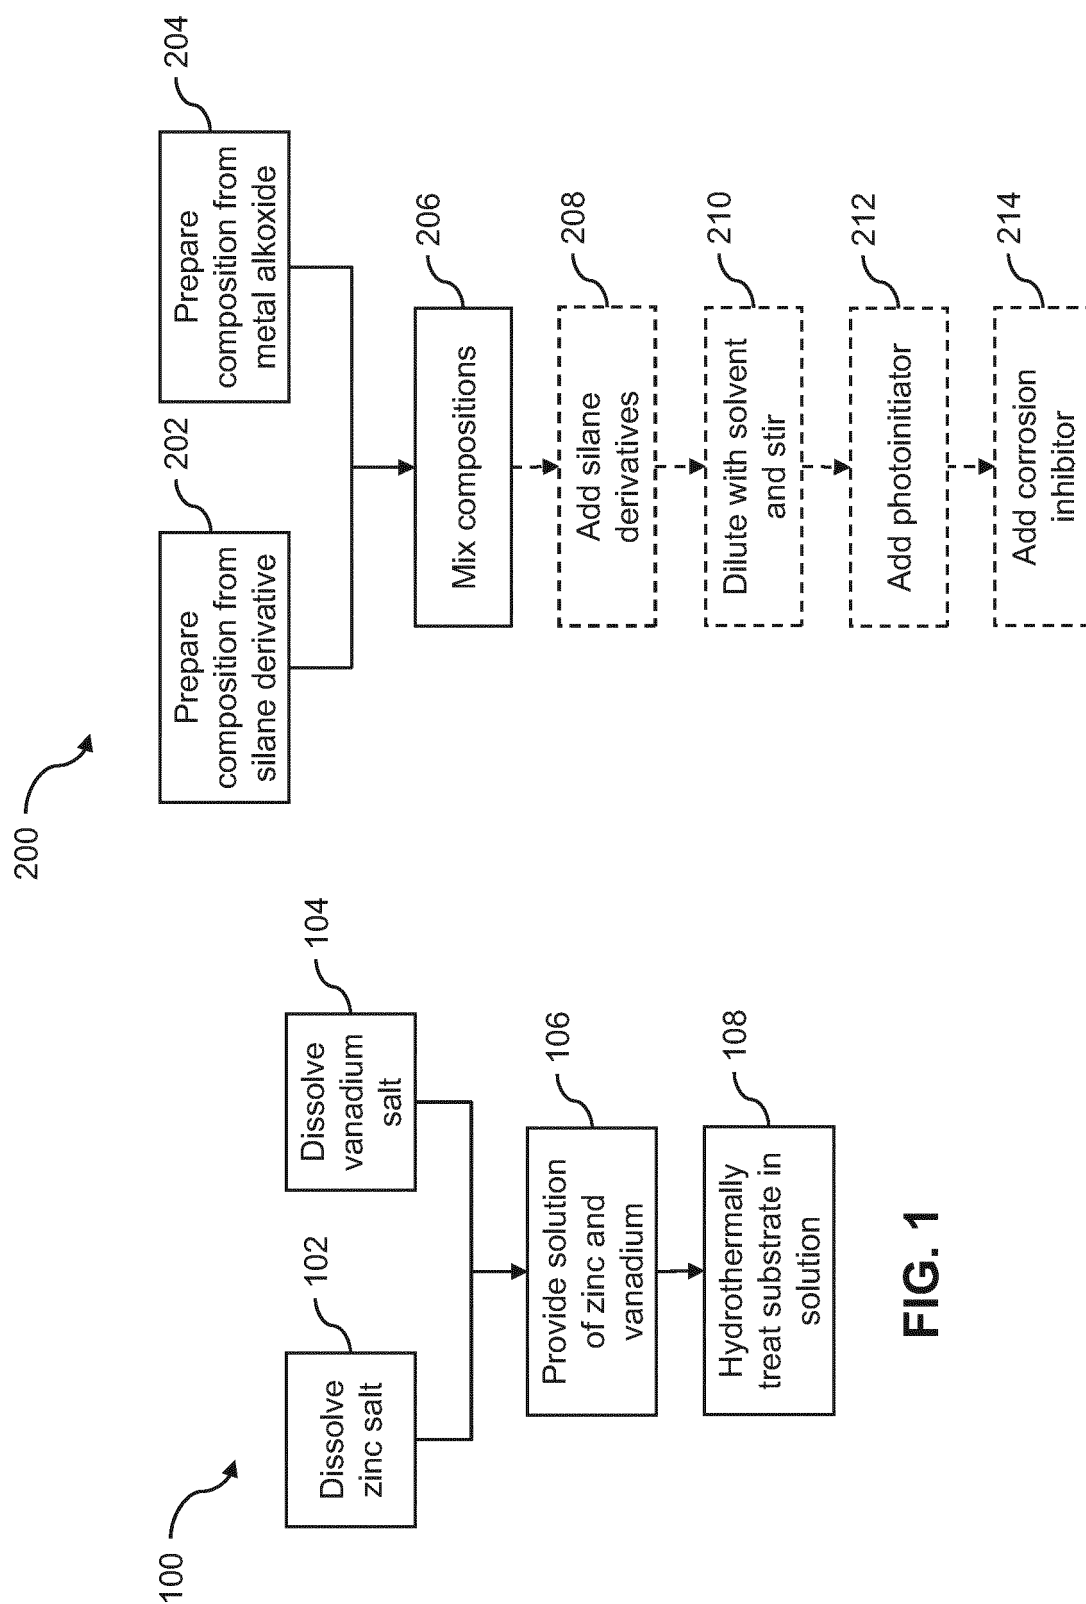 100
102
Dissolve
zinc salt
104
Dissolve
vanadium
salt
106
Provide solution
of zinc and
vanadium
108
Hydrothermally
treat substrate in
solution
FIG. 1
200
202
Prepare
composition from
silane derivative
204
Prepare
composition from
metal alkoxide
206
Mix compositions
208
Add silane
derivatives
210
Dilute with solvent
and stir
212
Add photoinitiator
214
Add corrosion
inhibitor